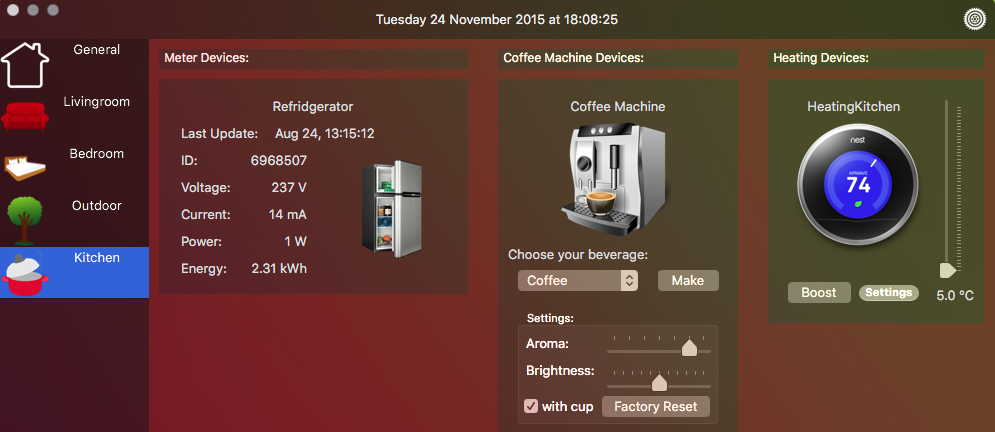 Tuesday 24 November 2015 at 18:08:25
General
Livingroom
Bedroom
Outdoor
Kitchen
Meter Devices:
Refridgerator
Last Update: Aug 24, 13:15:12
ID: 6968507
Voltage: 237 V
Current: 14 mA
Power: 1 W
Energy: 2.31 kWh
Coffee Machine Devices:
Coffee Machine
Choose your beverage:
Coffee Make
Settings:
Aroma:
Brightness:
with cup Factory Reset
Heating Devices:
HeatingKitchen
nest
AIRWAVE
74
Boost Settings 5.0 °C